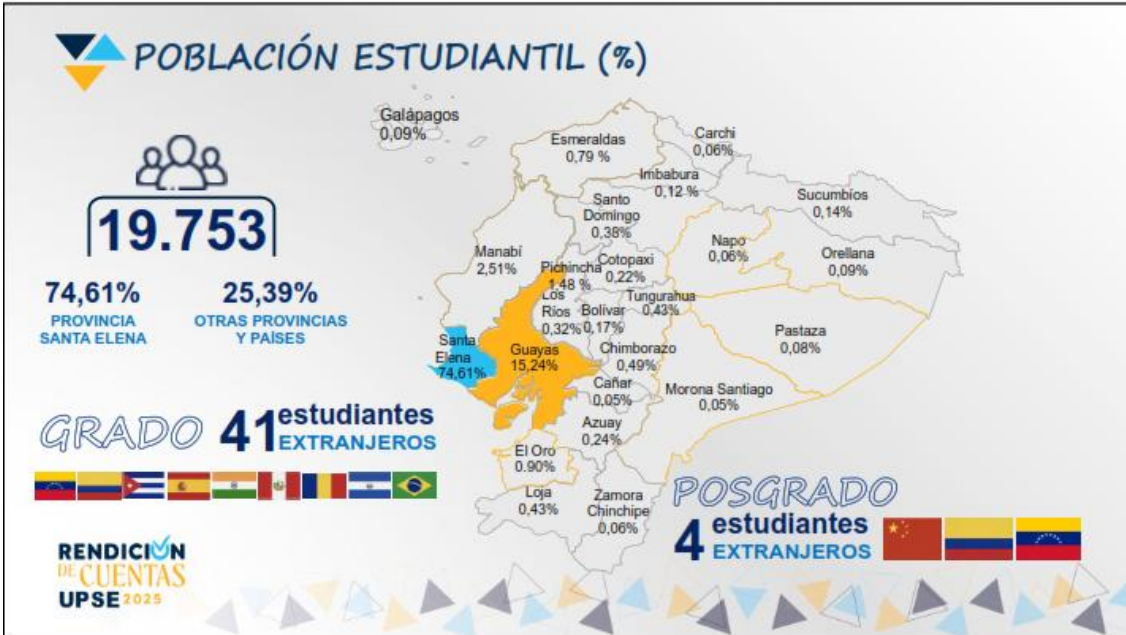 POBLACIÓN ESTUDIANTIL (%)
19.753
74,61%
PROVINCIA
SANTA ELENA
25,39%
OTRAS PROVINCIAS
Y PAÍSES
Galápagos
0,09%
Esmeraldas
0,79 %
Carchi
0,06%
Imbabura
0,12 %
Sucumbíos
0,14%
Santo
Domingo
0,38%
Napo
0,06%
Orellana
0,09%
Manabí
2,51%
Pichincha
1,48 %
Cotopaxi
0,22%
Los
Ríos
0,32%
Bolívar
0,17%
Tungurahua
0,43%
Pastaza
0,08%
Santa
Elena
74,61%
Guayas
15,24%
Chimborazo
0,49%
Cañar
0,05%
Morona Santiago
0,05%
Azuay
0,24%
El Oro
0.90%
Loja
0,43%
Zamora
Chinchipe
0,06%
GRADO
41 estudiantes
EXTRANJEROS
POSGRADO
4 estudiantes
EXTRANJEROS
RENDICIÓN
DE CUENTAS
UPSE 2025